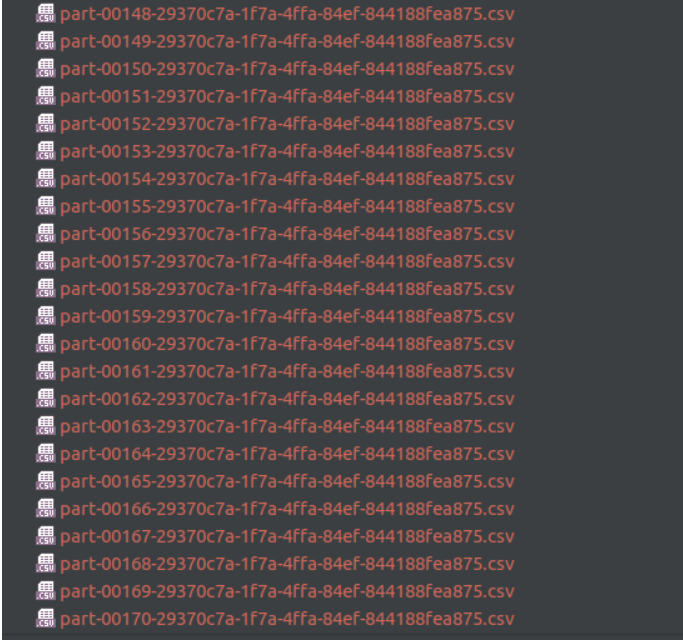 part-00148-29370c7a-1f7a-4ffa-84ef-844188fea875.csv
part-00149-29370c7a-1f7a-4ffa-84ef-844188fea875.csv
part-00150-29370c7a-1f7a-4ffa-84ef-844188fea875.csv
part-00151-29370c7a-1f7a-4ffa-84ef-844188fea875.csv
part-00152-29370c7a-1f7a-4ffa-84ef-844188fea875.csv
part-00153-29370c7a-1f7a-4ffa-84ef-844188fea875.csv
part-00154-29370c7a-1f7a-4ffa-84ef-844188fea875.csv
part-00155-29370c7a-1f7a-4ffa-84ef-844188fea875.csv
part-00156-29370c7a-1f7a-4ffa-84ef-844188fea875.csv
part-00157-29370c7a-1f7a-4ffa-84ef-844188fea875.csv
part-00158-29370c7a-1f7a-4ffa-84ef-844188fea875.csv
part-00159-29370c7a-1f7a-4ffa-84ef-844188fea875.csv
part-00160-29370c7a-1f7a-4ffa-84ef-844188fea875.csv
part-00161-29370c7a-1f7a-4ffa-84ef-844188fea875.csv
part-00162-29370c7a-1f7a-4ffa-84ef-844188fea875.csv
part-00163-29370c7a-1f7a-4ffa-84ef-844188fea875.csv
part-00164-29370c7a-1f7a-4ffa-84ef-844188fea875.csv
part-00165-29370c7a-1f7a-4ffa-84ef-844188fea875.csv
part-00166-29370c7a-1f7a-4ffa-84ef-844188fea875.csv
part-00167-29370c7a-1f7a-4ffa-84ef-844188fea875.csv
part-00168-29370c7a-1f7a-4ffa-84ef-844188fea875.csv
part-00169-29370c7a-1f7a-4ffa-84ef-844188fea875.csv
part-00170-29370c7a-1f7a-4ffa-84ef-844188fea875.csv